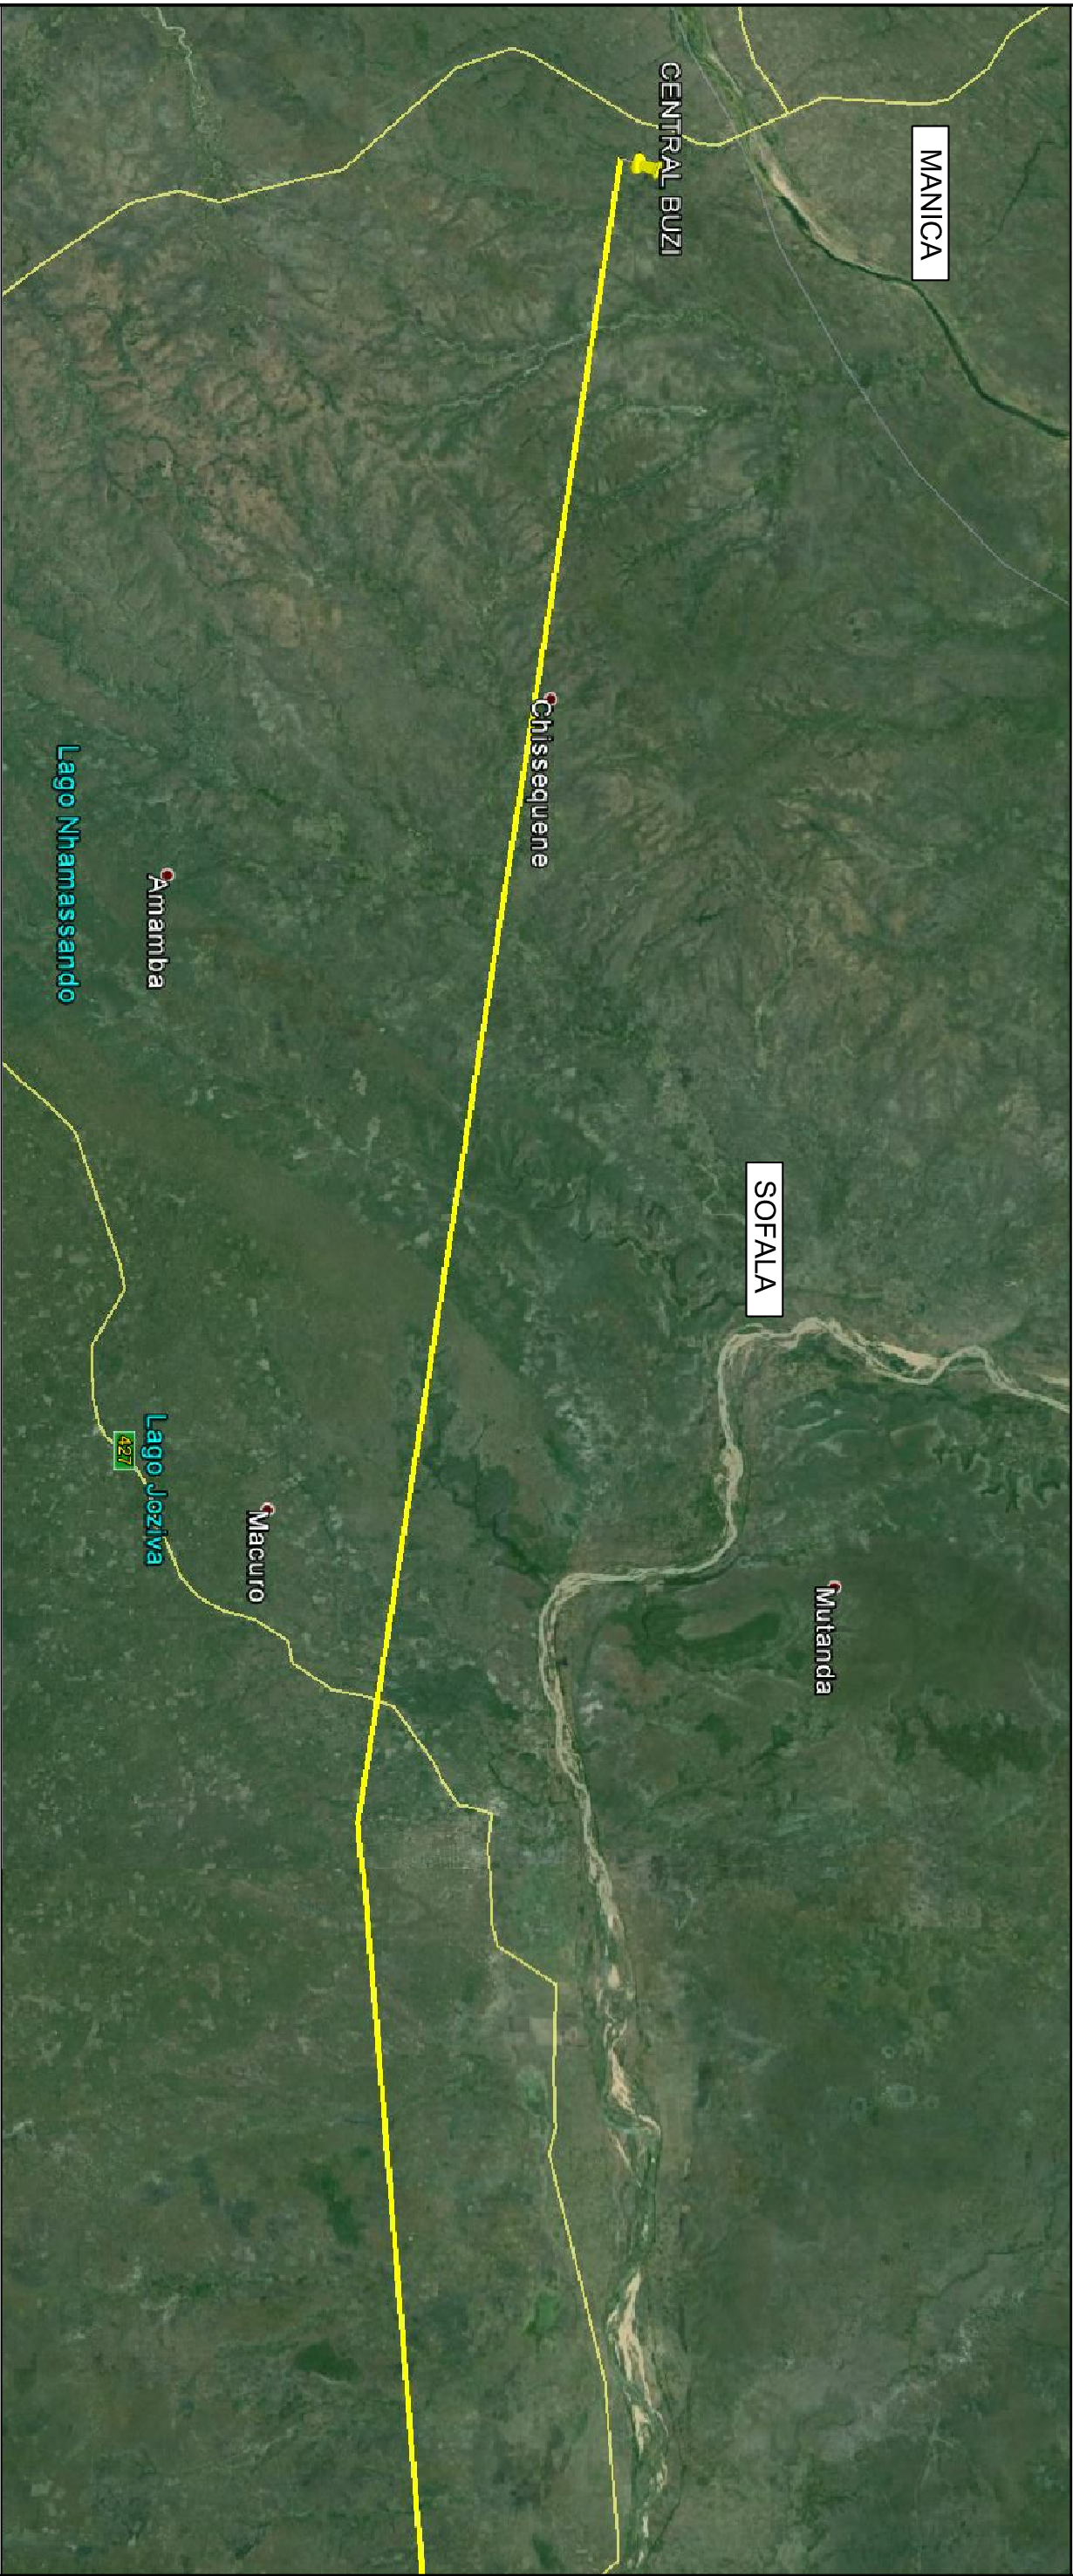 MANICA
CENTRAL BUZI
Chissequene
SOFALA
Mutanda
Amamba
Lago Nhamassando
Macuro
Lago Joziva
427